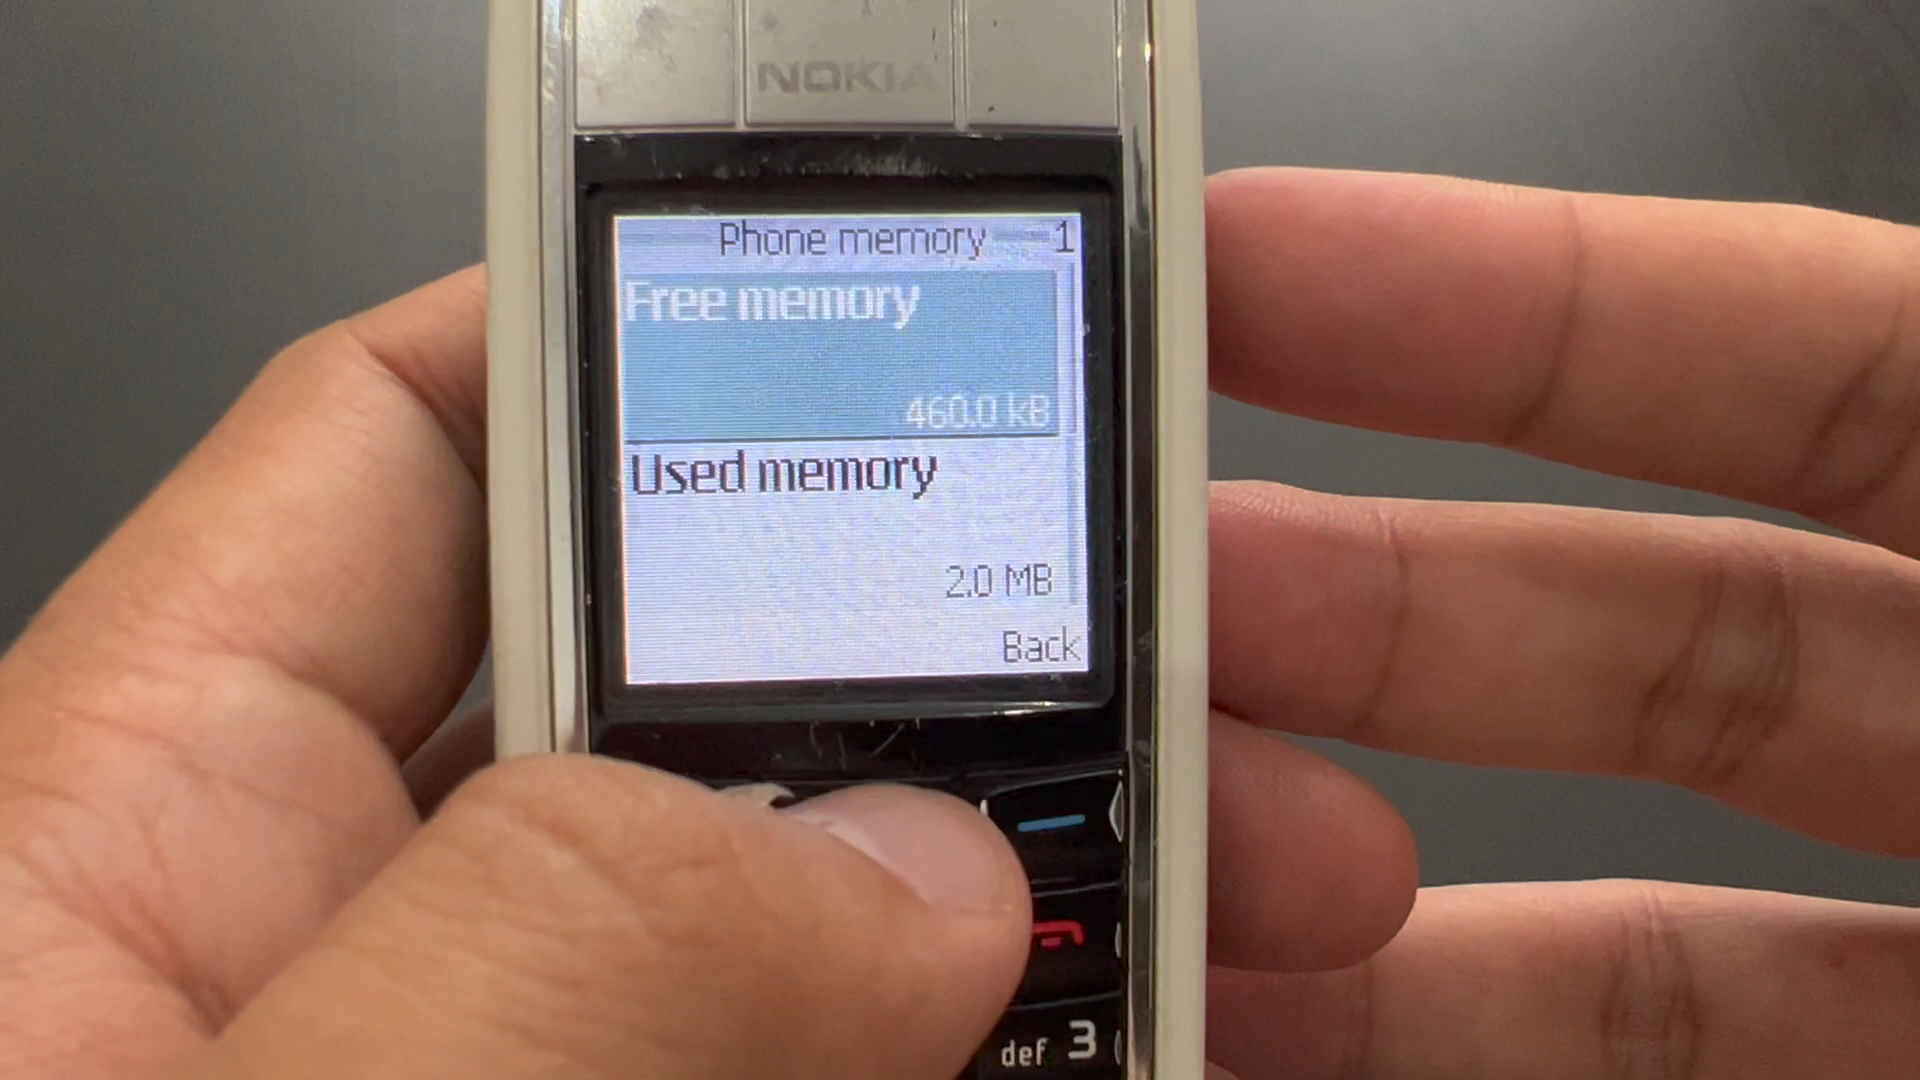 NOKIA
Phone memory 1
Free memory
460.0 kB
Used memory
2.0 MB
Back
def 3